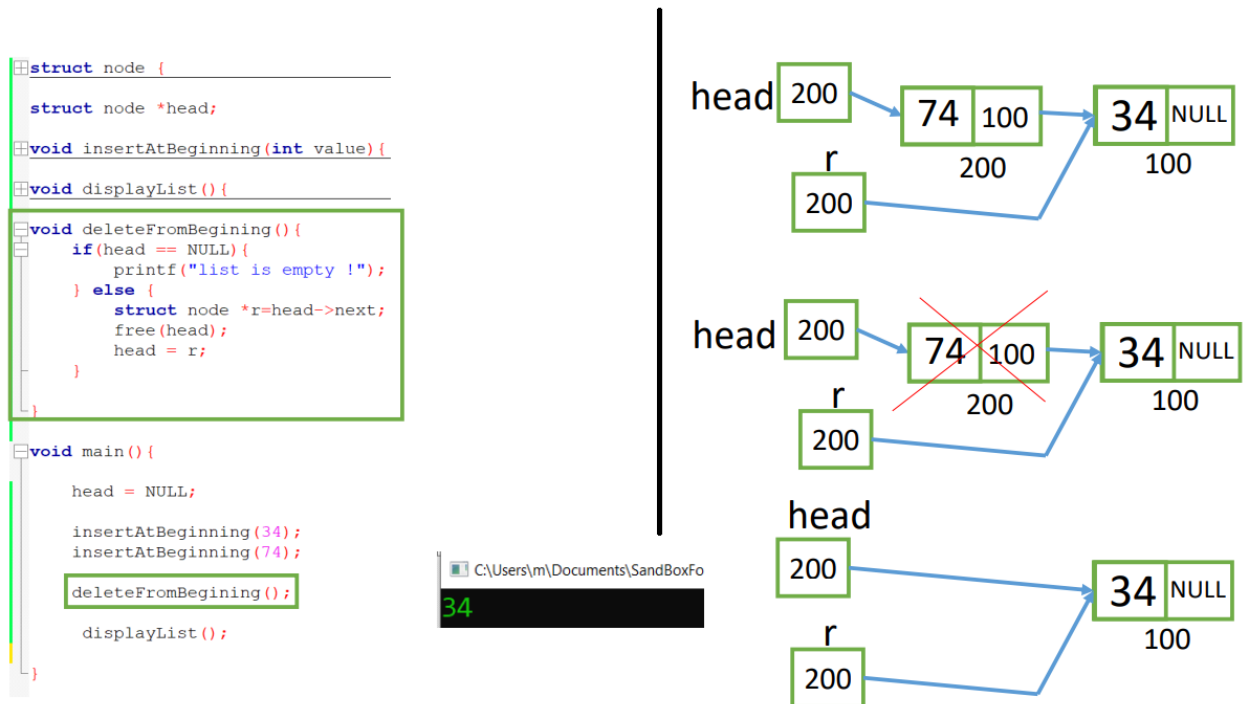 struct node {
struct node *head;
void insertAtBeginning(int value){
void displayList(){
void deleteFromBegining(){
if(head == NULL){
printf("list is empty !");
} else {
struct node *r=head->next;
free(head);
head = r;
}
}
void main(){
head = NULL;
insertAtBeginning(34);
insertAtBeginning(74);
deleteFromBegining();
displayList();
}
C:\Users\m\Documents\SandBoxFo
34
head 200
74 100
34 NULL
200
100
r
200
head 200
74 100
34 NULL
200
100
r
200
head
200
34 NULL
100
r
200